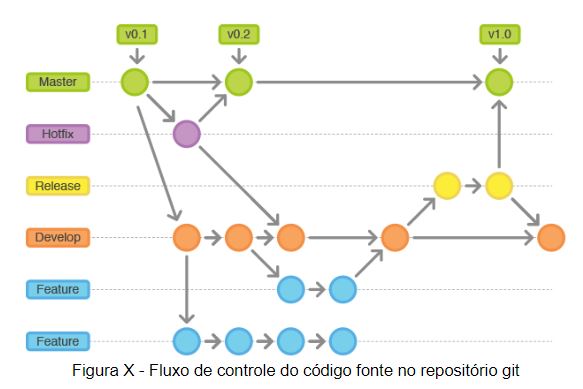 v0.1 v0.2 v1.0
Master
Hotfix
Release
Develop
Feature
Feature
Figura X - Fluxo de controle do código fonte no repositório git